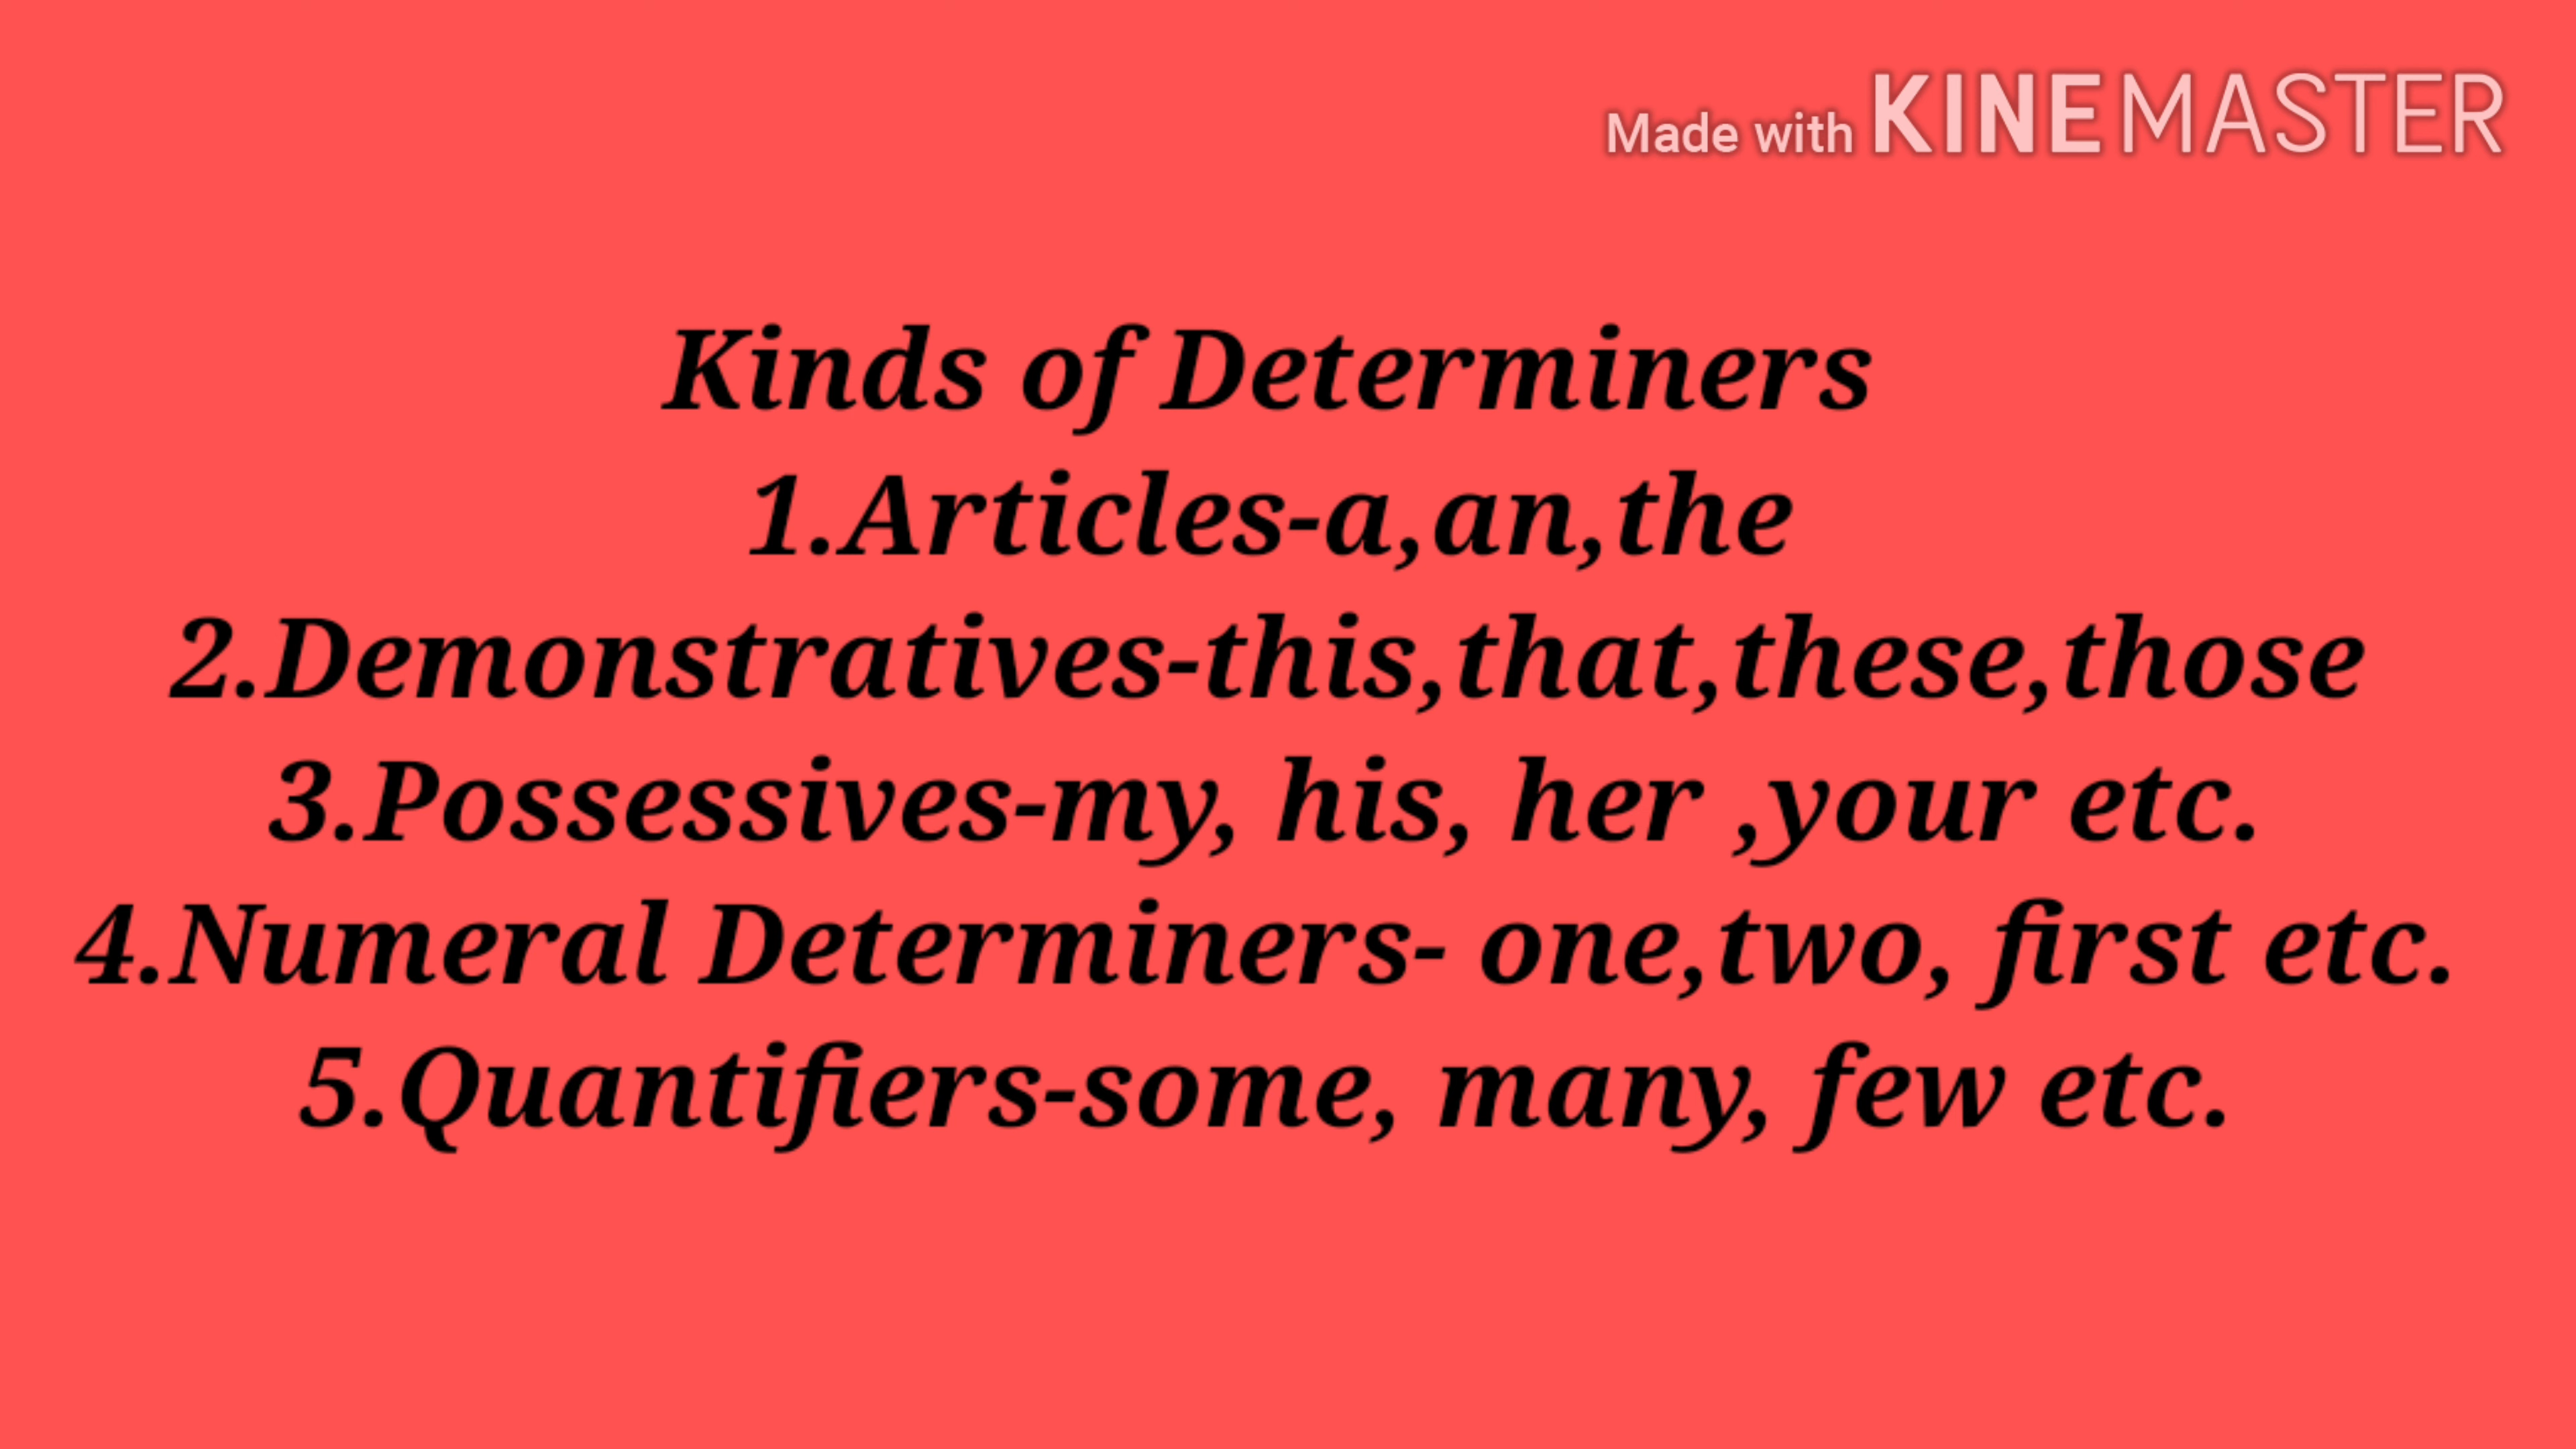 Made with KINEMASTER
Kinds of Determiners
1.Articles-a,an,the
2.Demonstratives-this,that,these,those
3.Possessives-my, his, her ,your etc.
4.Numeral Determiners- one,two, first etc.
5.Quantifiers-some, many, few etc.